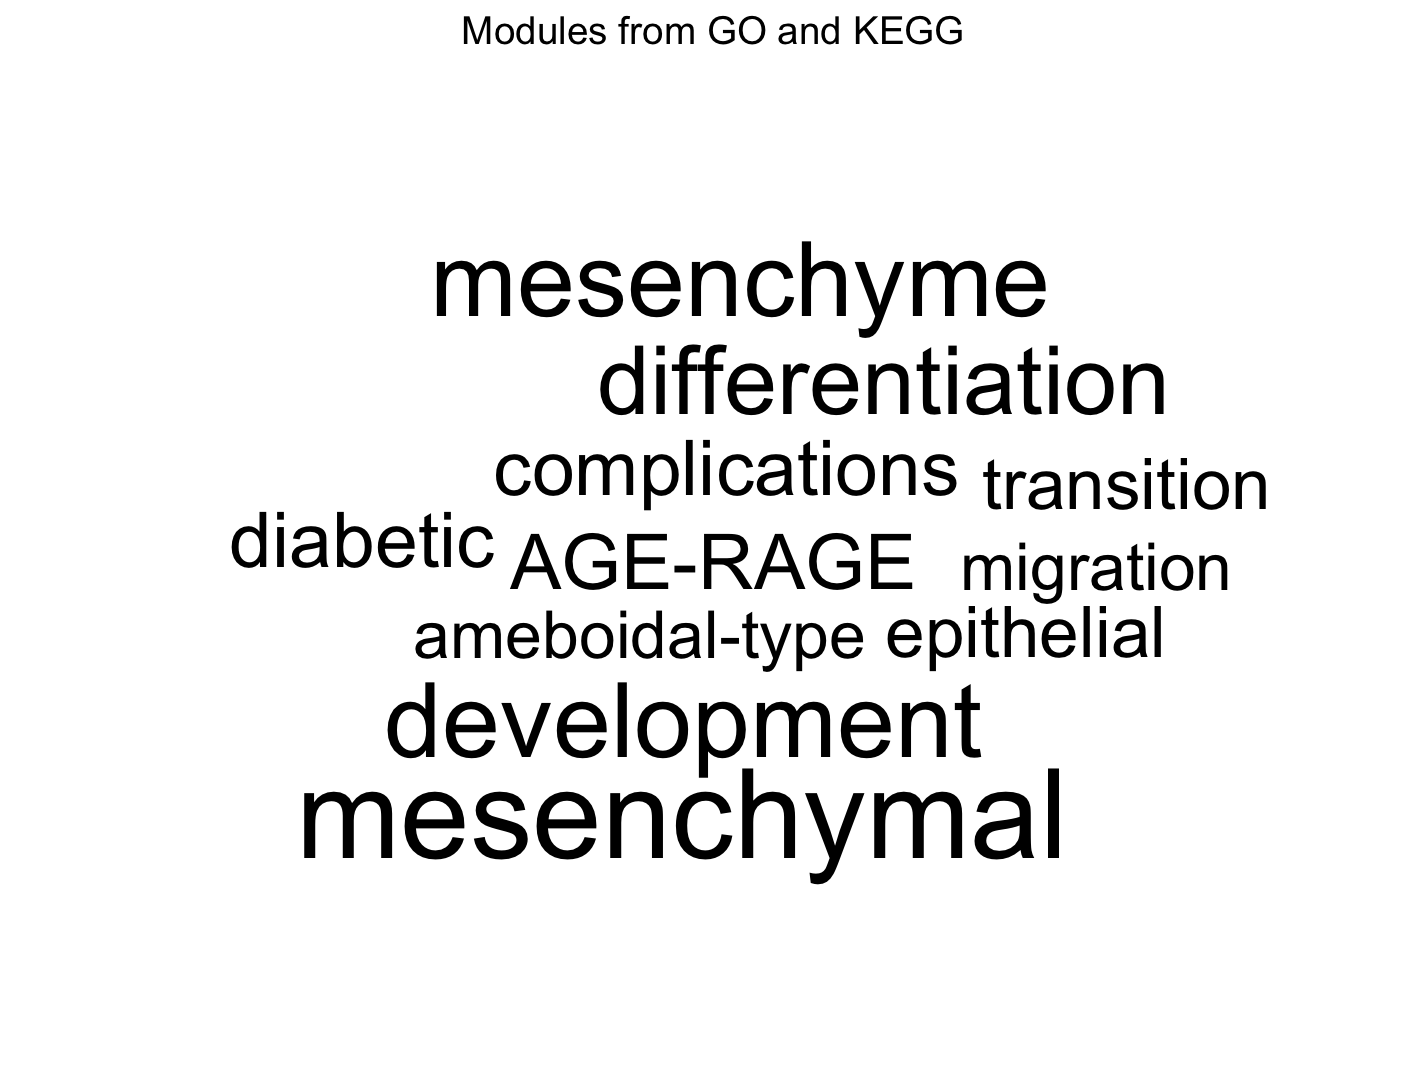 Modules from GO and KEGG
mesenchyme
differentiation
complications transition
diabetic AGE-RAGE migration
ameboidal-type epithelial
development
mesenchymal